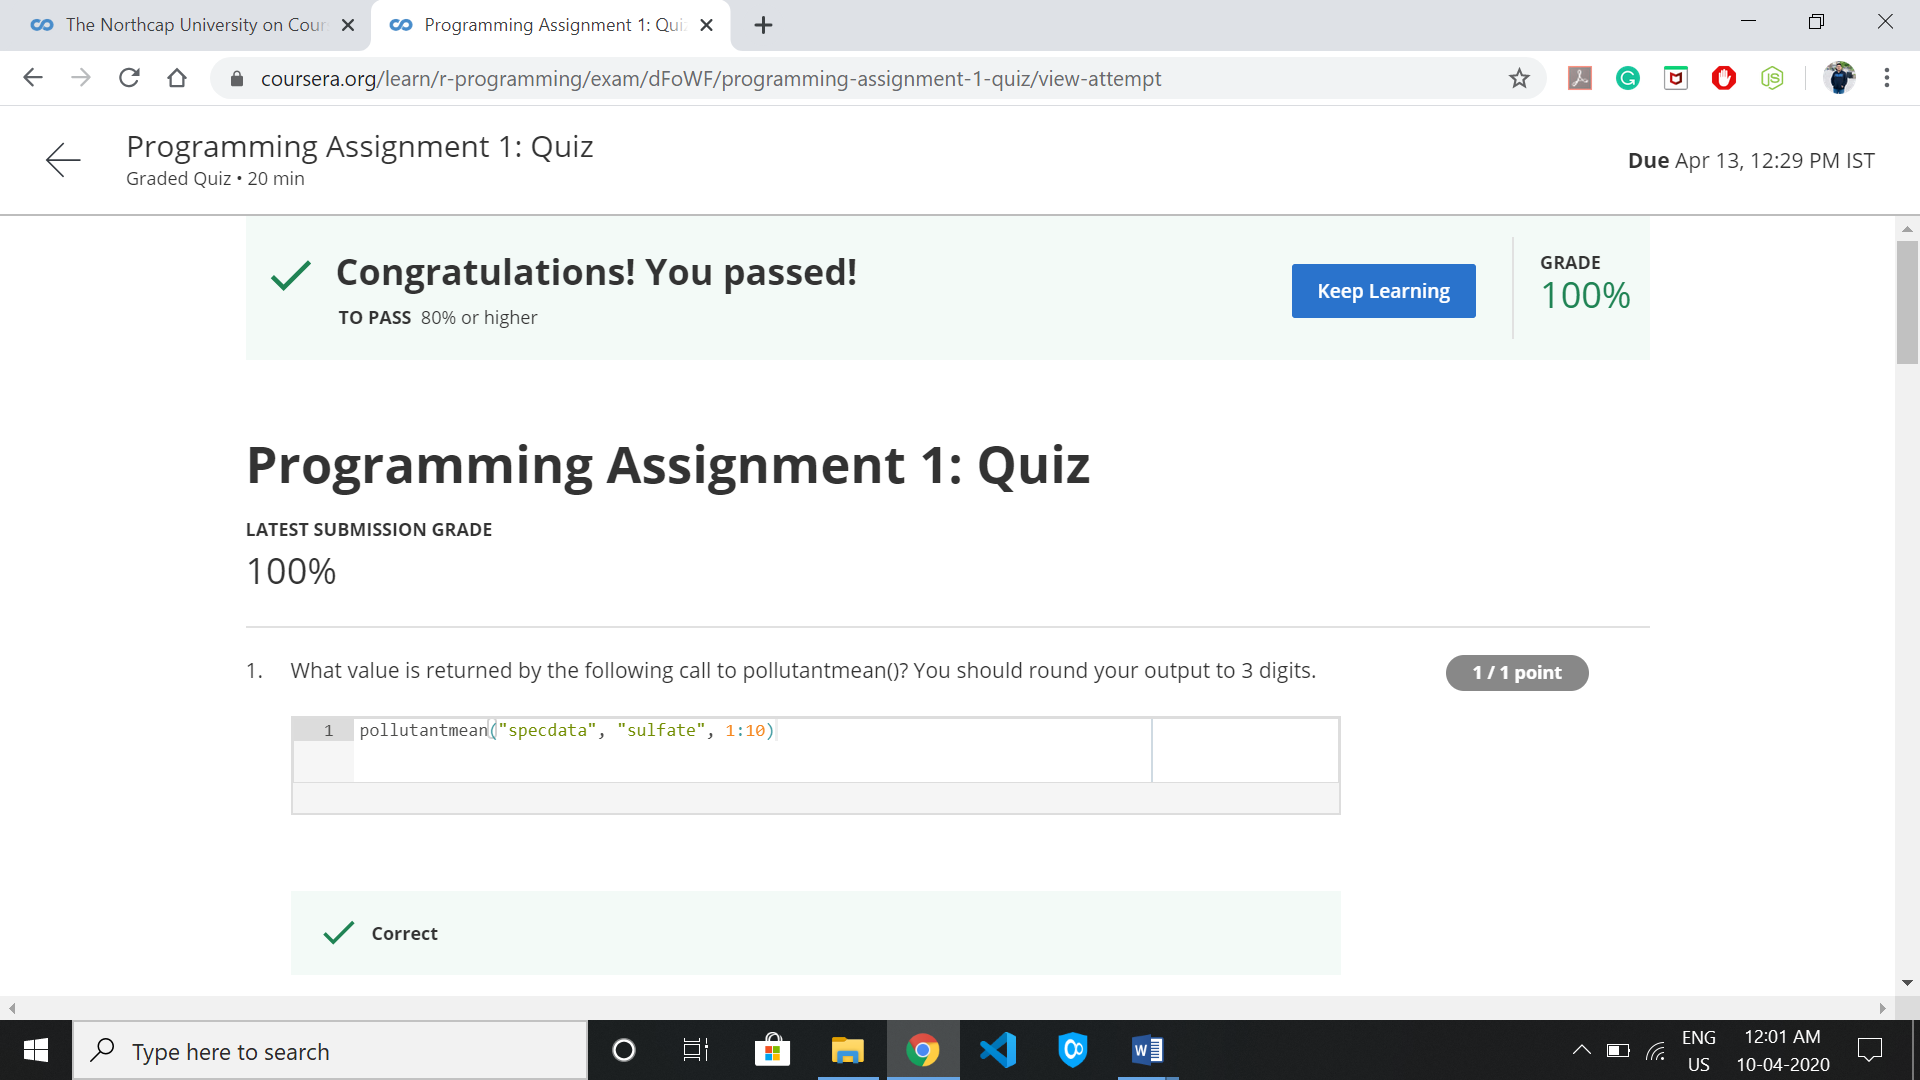 The Northcap University on Cour
Programming Assignment 1: Qui
coursera.org/learn/r-programming/exam/dFoWF/programming-assignment-1-quiz/view-attempt
Programming Assignment 1: Quiz
Graded Quiz • 20 min
Due Apr 13, 12:29 PM IST
Congratulations! You passed!
TO PASS 80% or higher
Keep Learning
GRADE
100%
Programming Assignment 1: Quiz
LATEST SUBMISSION GRADE
100%
1. What value is returned by the following call to pollutantmean()? You should round your output to 3 digits.
1 / 1 point
1 pollutantmean("specdata", "sulfate", 1:10)
Correct
Type here to search
ENG
US
12:01 AM
10-04-2020